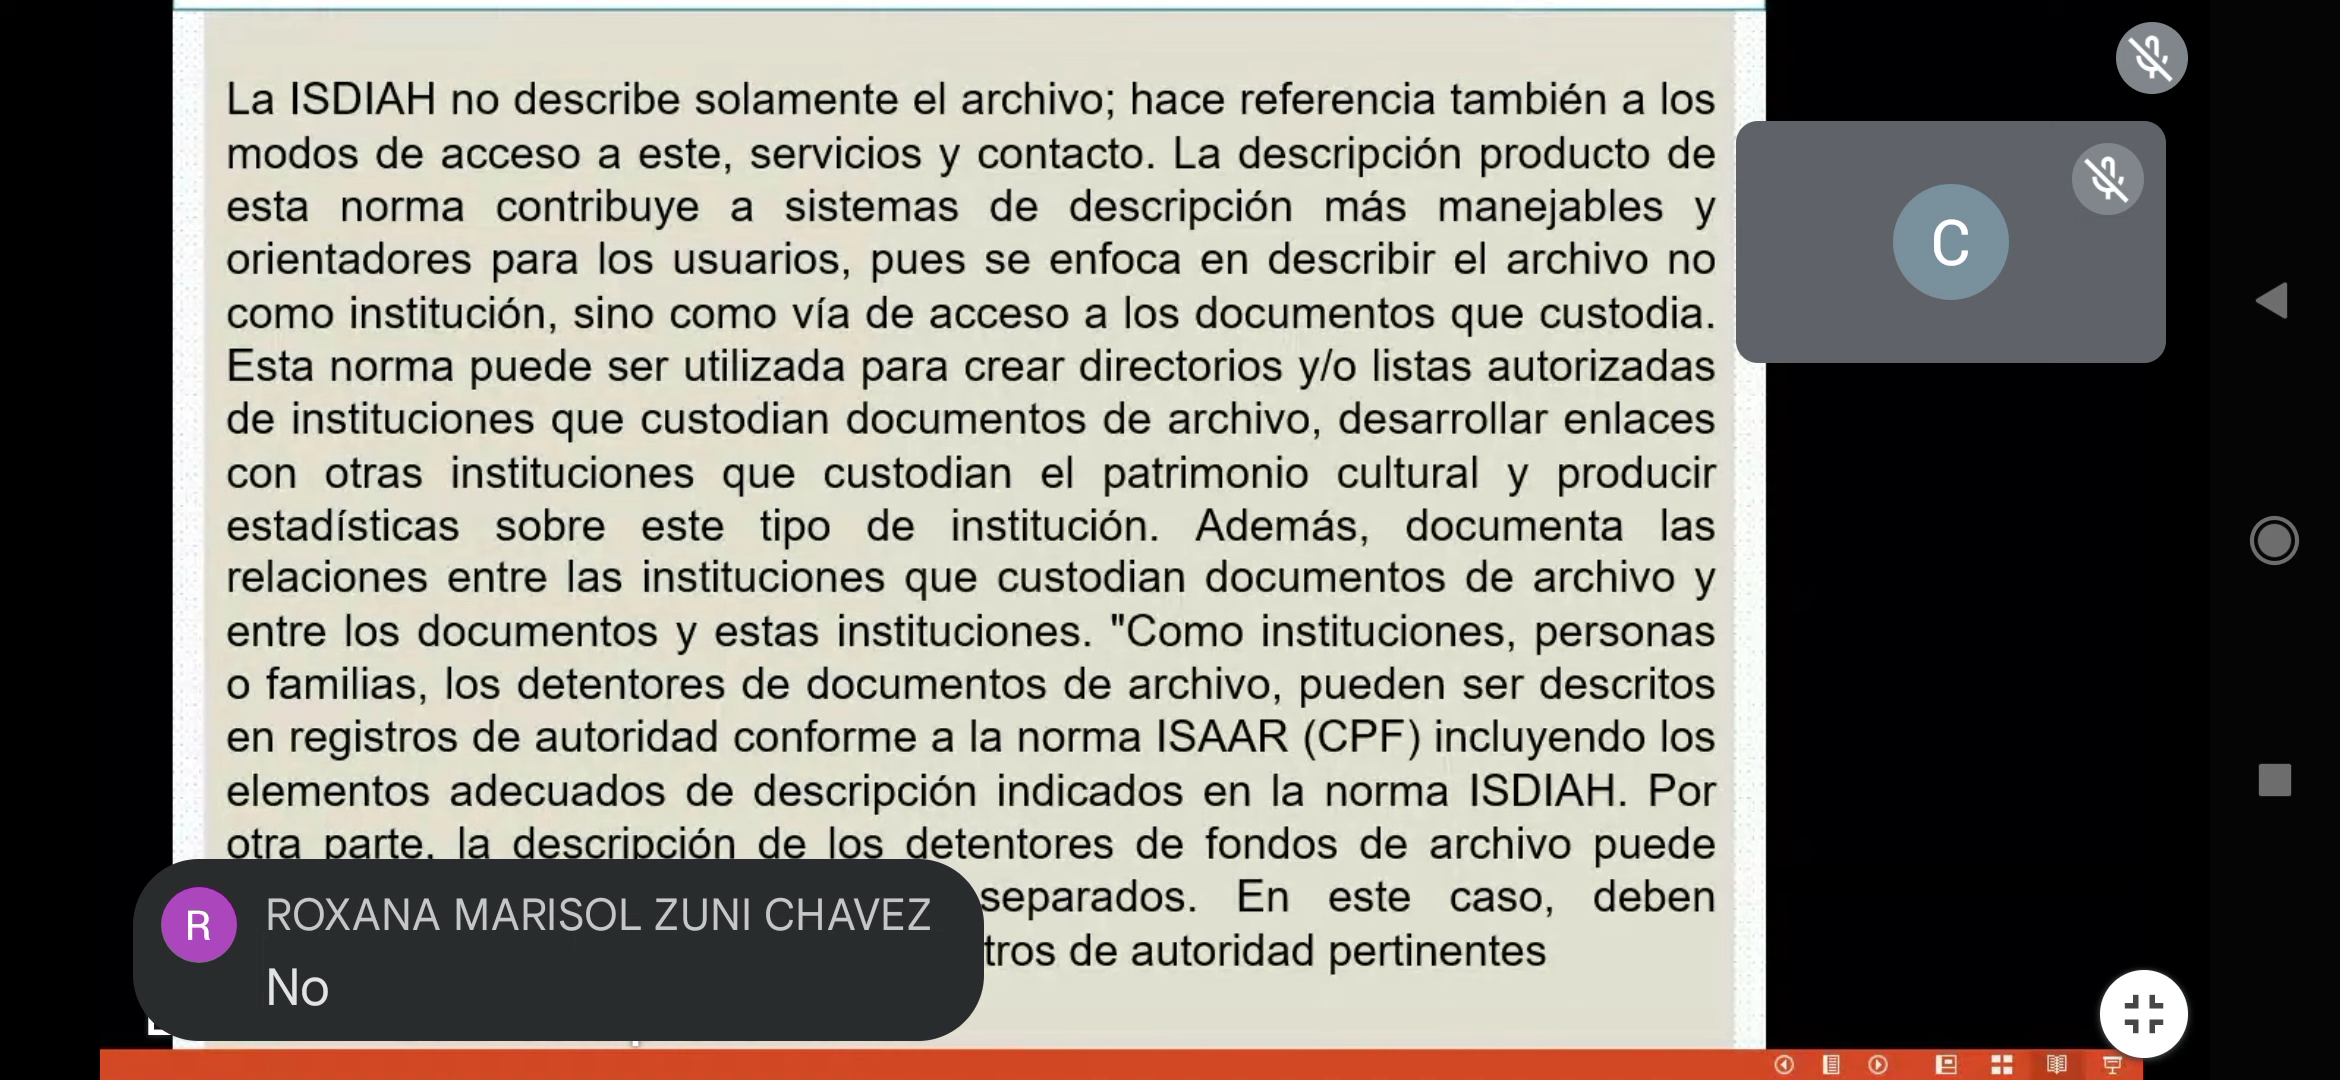 La ISDIAH no describe solamente el archivo; hace referencia también a los
modos de acceso a este, servicios y contacto. La descripción producto de
esta norma contribuye a sistemas de descripción más manejables y
orientadores para los usuarios, pues se enfoca en describir el archivo no
como institución, sino como vía de acceso a los documentos que custodia.
Esta norma puede ser utilizada para crear directorios y/o listas autorizadas
de instituciones que custodian documentos de archivo, desarrollar enlaces
con otras instituciones que custodian el patrimonio cultural y producir
estadísticas sobre este tipo de institución. Además, documenta las
relaciones entre las instituciones que custodian documentos de archivo y
entre los documentos y estas instituciones. "Como instituciones, personas
o familias, los detentores de documentos de archivo, pueden ser descritos
en registros de autoridad conforme a la norma ISAAR (CPF) incluyendo los
elementos adecuados de descripción indicados en la norma ISDIAH. Por
otra parte, la descripción de los detentores de fondos de archivo puede
separados. En este caso, deben
tros de autoridad pertinentes
C
R
ROXANA MARISOL ZUNI CHAVEZ
No